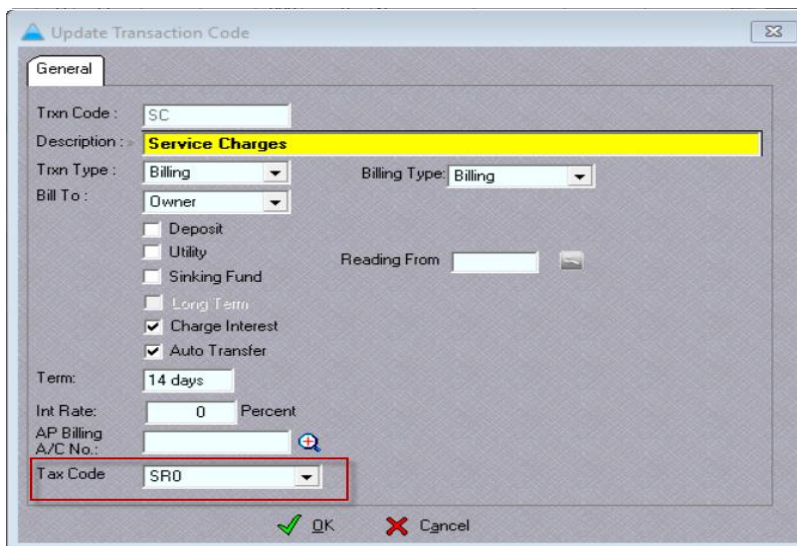 Update Transaction Code
General
Trxn Code : SC
Description : Service Charges
Trxn Type : Billing Billing Type: Billing
Bill To : Owner
Deposit
Utility Reading From
Sinking Fund
Long Term
Charge Interest
Auto Transfer
Term: 14 days
Int Rate: 0 Percent
AP Billing
A/C No.:
Tax Code SR0
OK Cancel